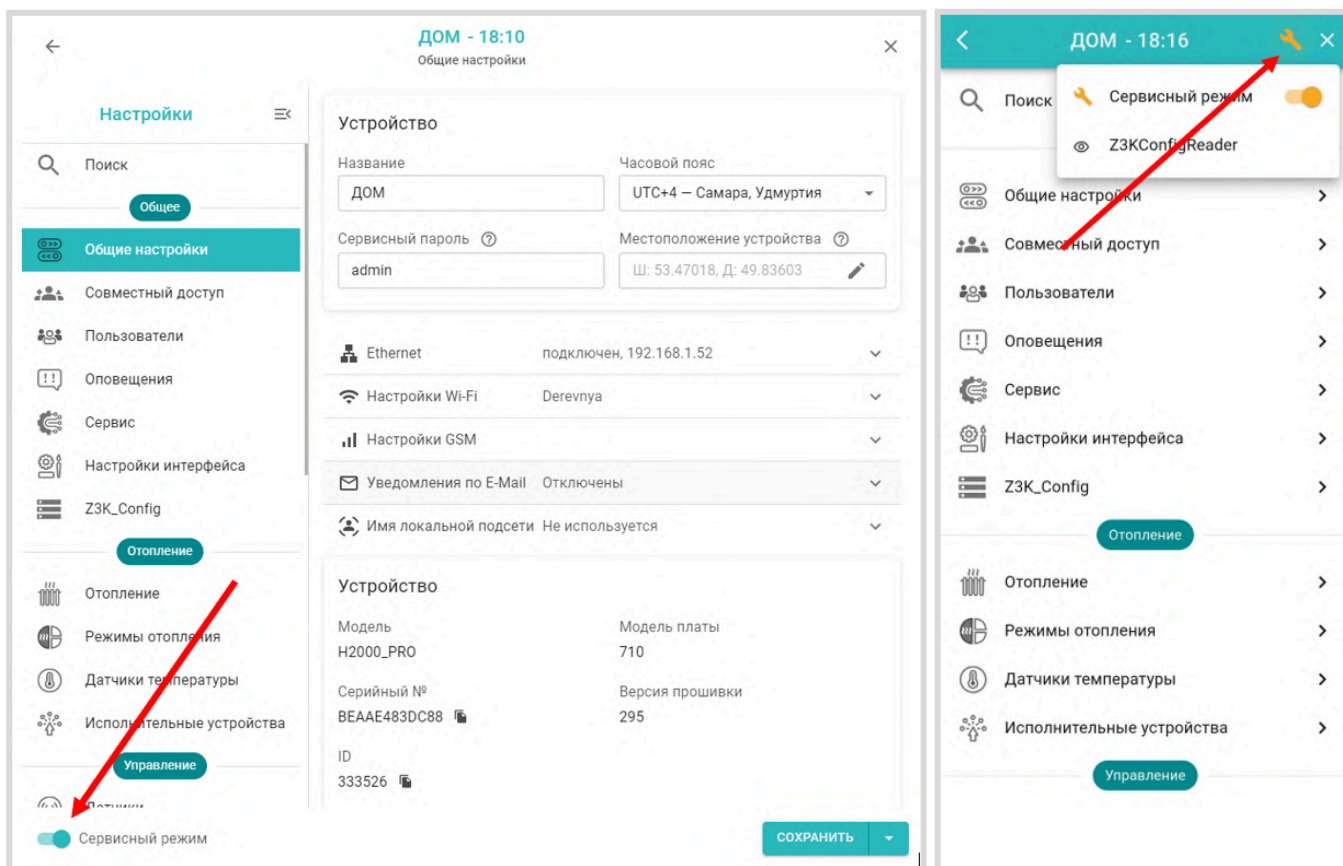 ДОМ - 18:10
Общие настройки
Настройки
Поиск
Общее
Общие настройки
Совместный доступ
Пользователи
Оповещения
Сервис
Настройки интерфейса
Z3K_Config
Отопление
Отопление
Режимы отопления
Датчики температуры
Исполнительные устройства
Управление
Датчики
Сервисный режим
Устройство
Название
Часовой пояс
ДОМ
UTC+4 — Самара, Удмуртия
Сервисный пароль
Местоположение устройства
admin
Ш: 53.47018, Д: 49.83603
Ethernet подключен, 192.168.1.52
Настройки Wi-Fi Derevnya
Настройки GSM
Уведомления по E-Mail Отключены
Имя локальной подсети Не используется
Устройство
Модель
Модель платы
H2000_PRO
710
Серийный №
Версия прошивки
BEAAE483DC88
295
ID
333526
СОХРАНИТЬ
ДОМ - 18:16
Поиск
Сервисный режим
Z3KConfigReader
Общие настройки
Совместный доступ
Пользователи
Оповещения
Сервис
Настройки интерфейса
Z3K_Config
Отопление
Отопление
Режимы отопления
Датчики температуры
Исполнительные устройства
Управление